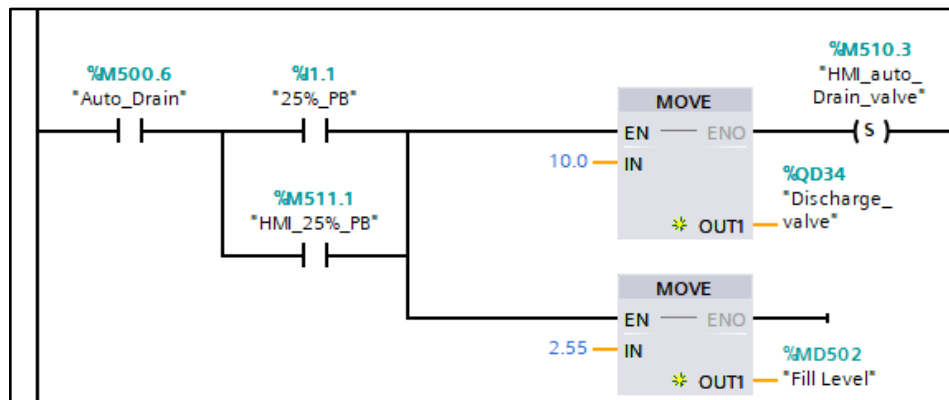 %M500.6
"Auto_Drain"
%I1.1
"25%_PB"
%M511.1
"HMI_25%_PB"
MOVE
EN
ENO
10.0
IN
OUT1
%QD34
"Discharge_
valve"
%M510.3
"HMI_auto_
Drain_valve"
S
MOVE
EN
ENO
2.55
IN
OUT1
%MD502
"Fill Level"